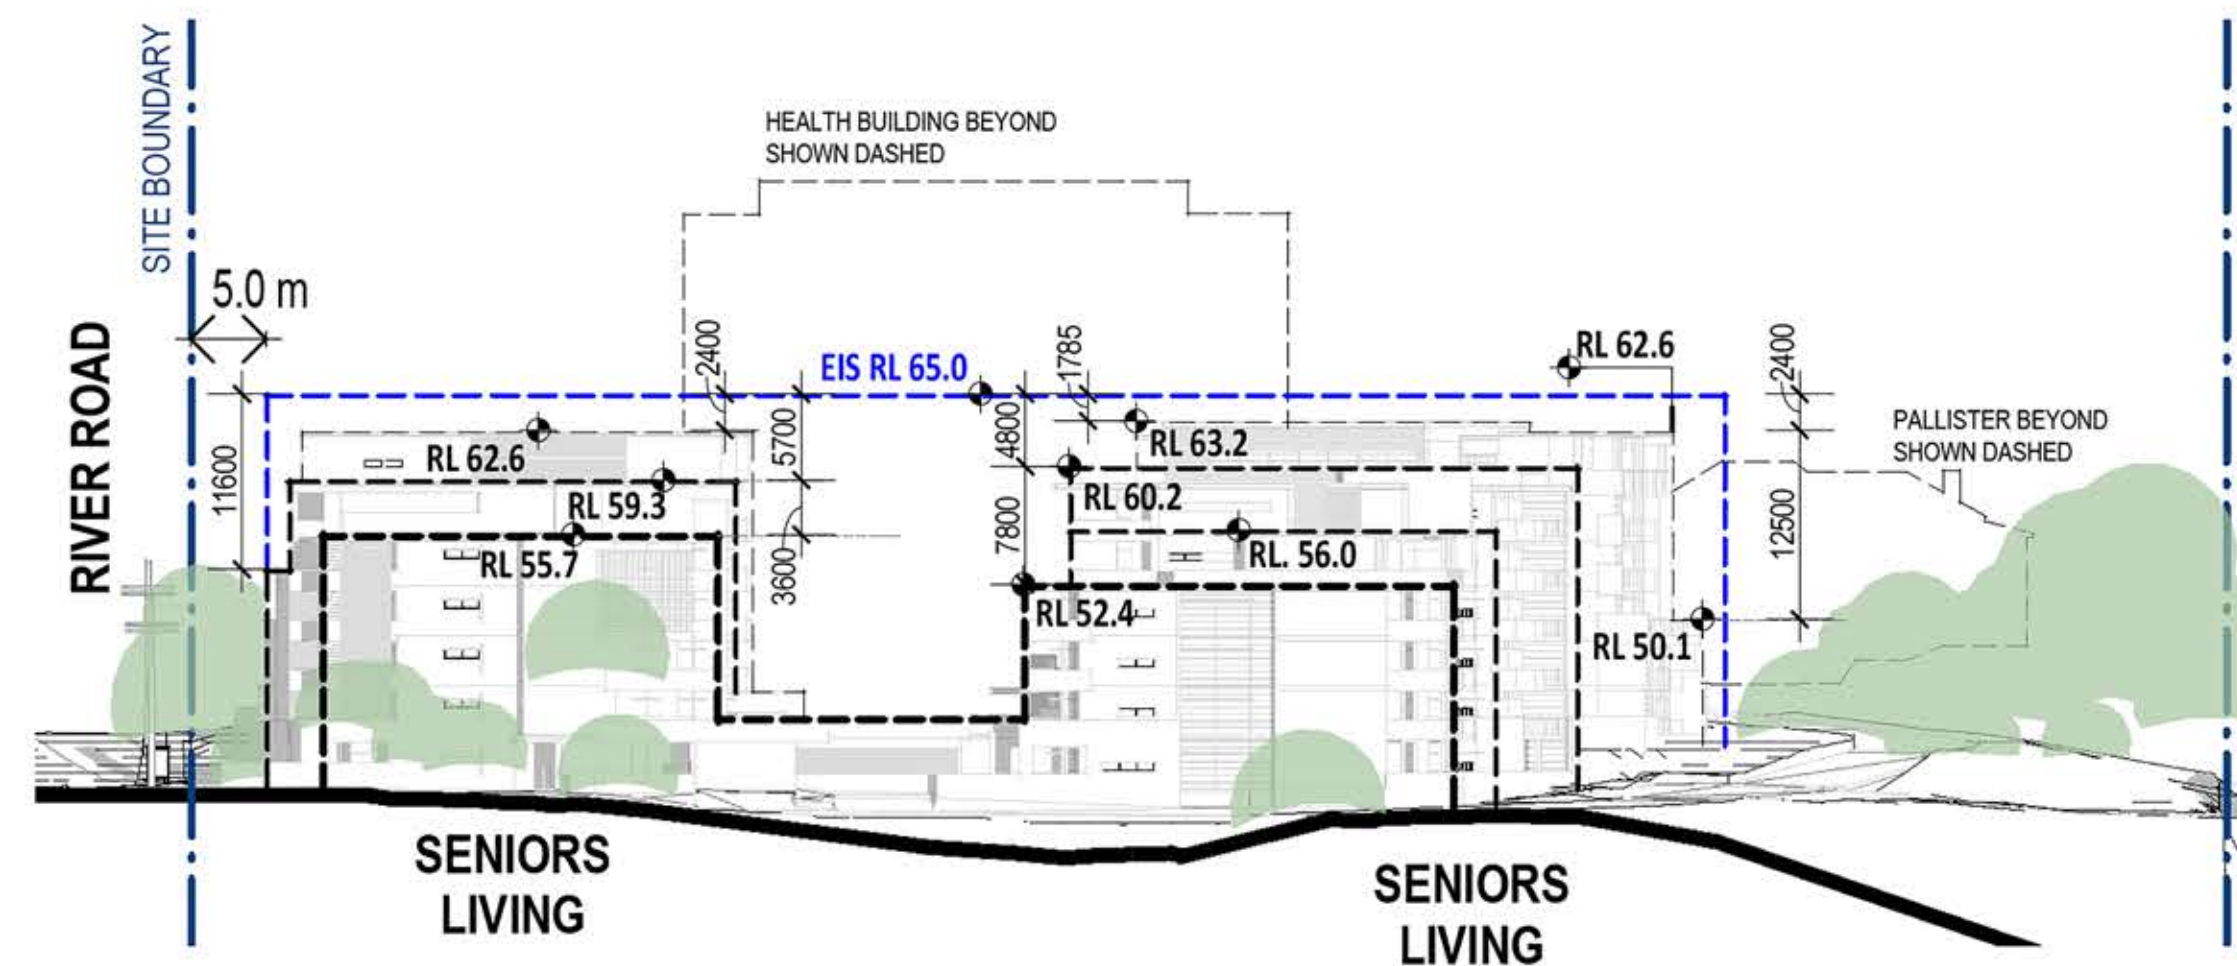 SITE BOUNDARY
HEALTH BUILDING BEYOND
SHOWN DASHED
5.0 m
RIVER ROAD
2400
EIS RL 65.0
1785
RL 62.6
2400
11600
5700
4800
PALLISTER BEYOND
SHOWN DASHED
RL 62.6
RL 63.2
RL 59.3
RL 60.2
7800
12500
RL 55.7
3600
RL. 56.0
RL 52.4
RL 50.1
SENIORS
LIVING
SENIORS
LIVING